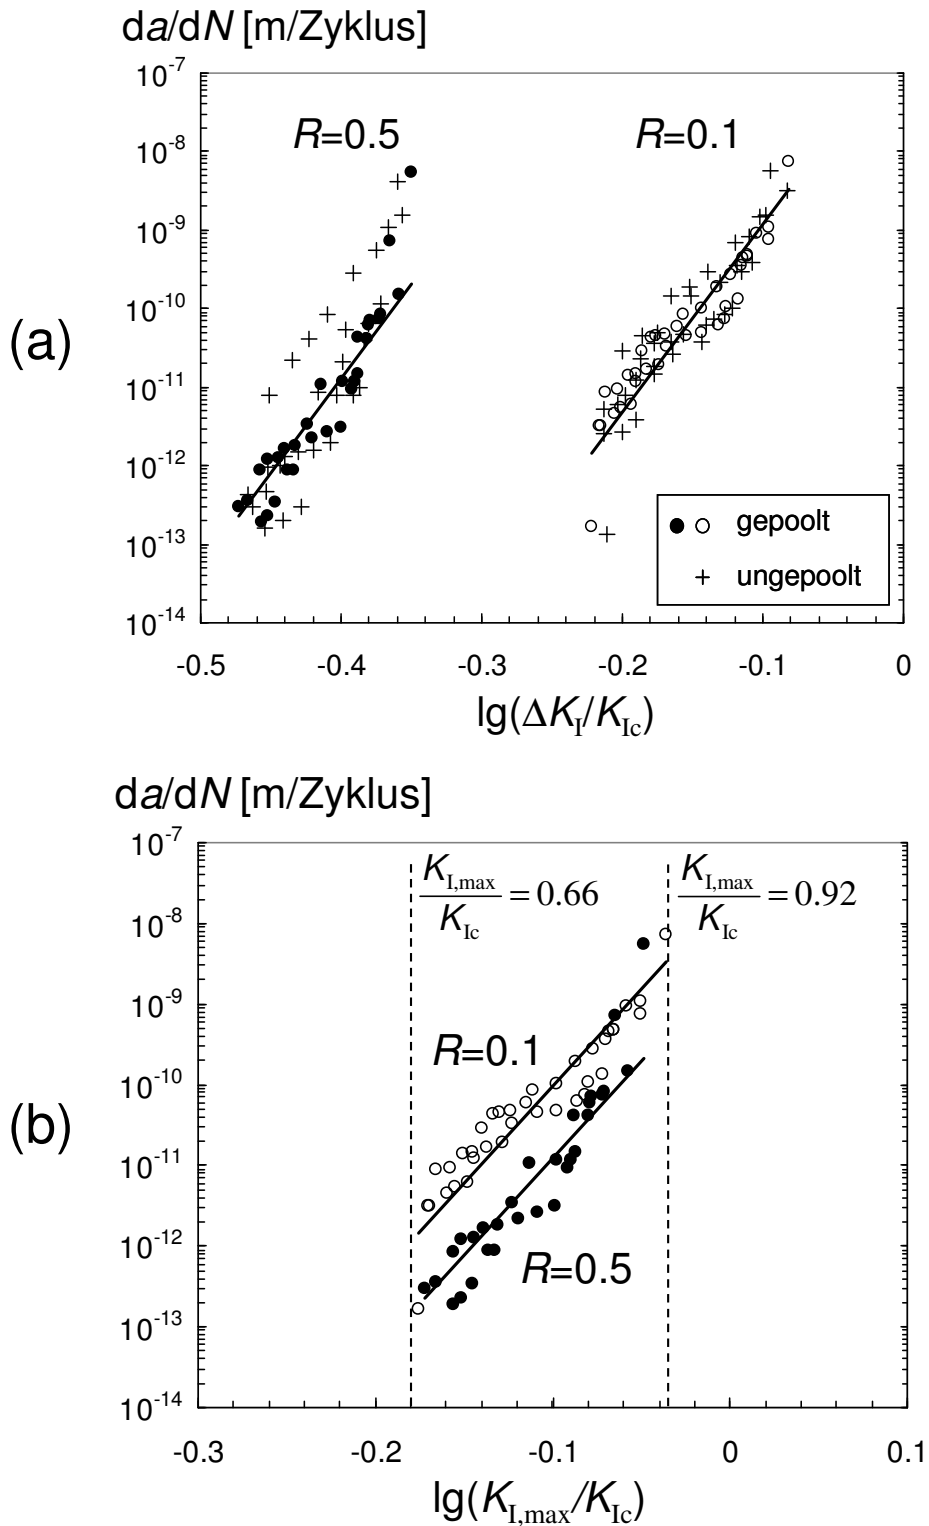 da/dN [m/Zyklus]
10⁻⁷
10⁻⁸
10⁻⁹
10⁻¹⁰
10⁻¹¹
10⁻¹²
10⁻¹³
10⁻¹⁴
R=0.5
R=0.1
(a)
gepoolt
ungepoolt
-0.5 -0.4 -0.3 -0.2 -0.1 0
lg(ΔK_I/K_Ic)
da/dN [m/Zyklus]
10⁻⁷
10⁻⁸
10⁻⁹
10⁻¹⁰
10⁻¹¹
10⁻¹²
10⁻¹³
10⁻¹⁴
K_I,max/K_Ic = 0.66
K_I,max/K_Ic = 0.92
R=0.1
(b)
R=0.5
-0.3 -0.2 -0.1 0 0.1
lg(K_I,max/K_Ic)